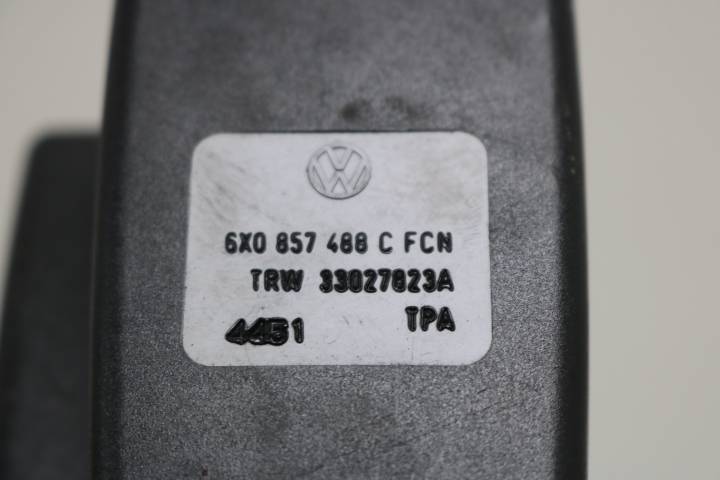 6X0 857 488 C FCN
TRW 33027823A
4451 TPA